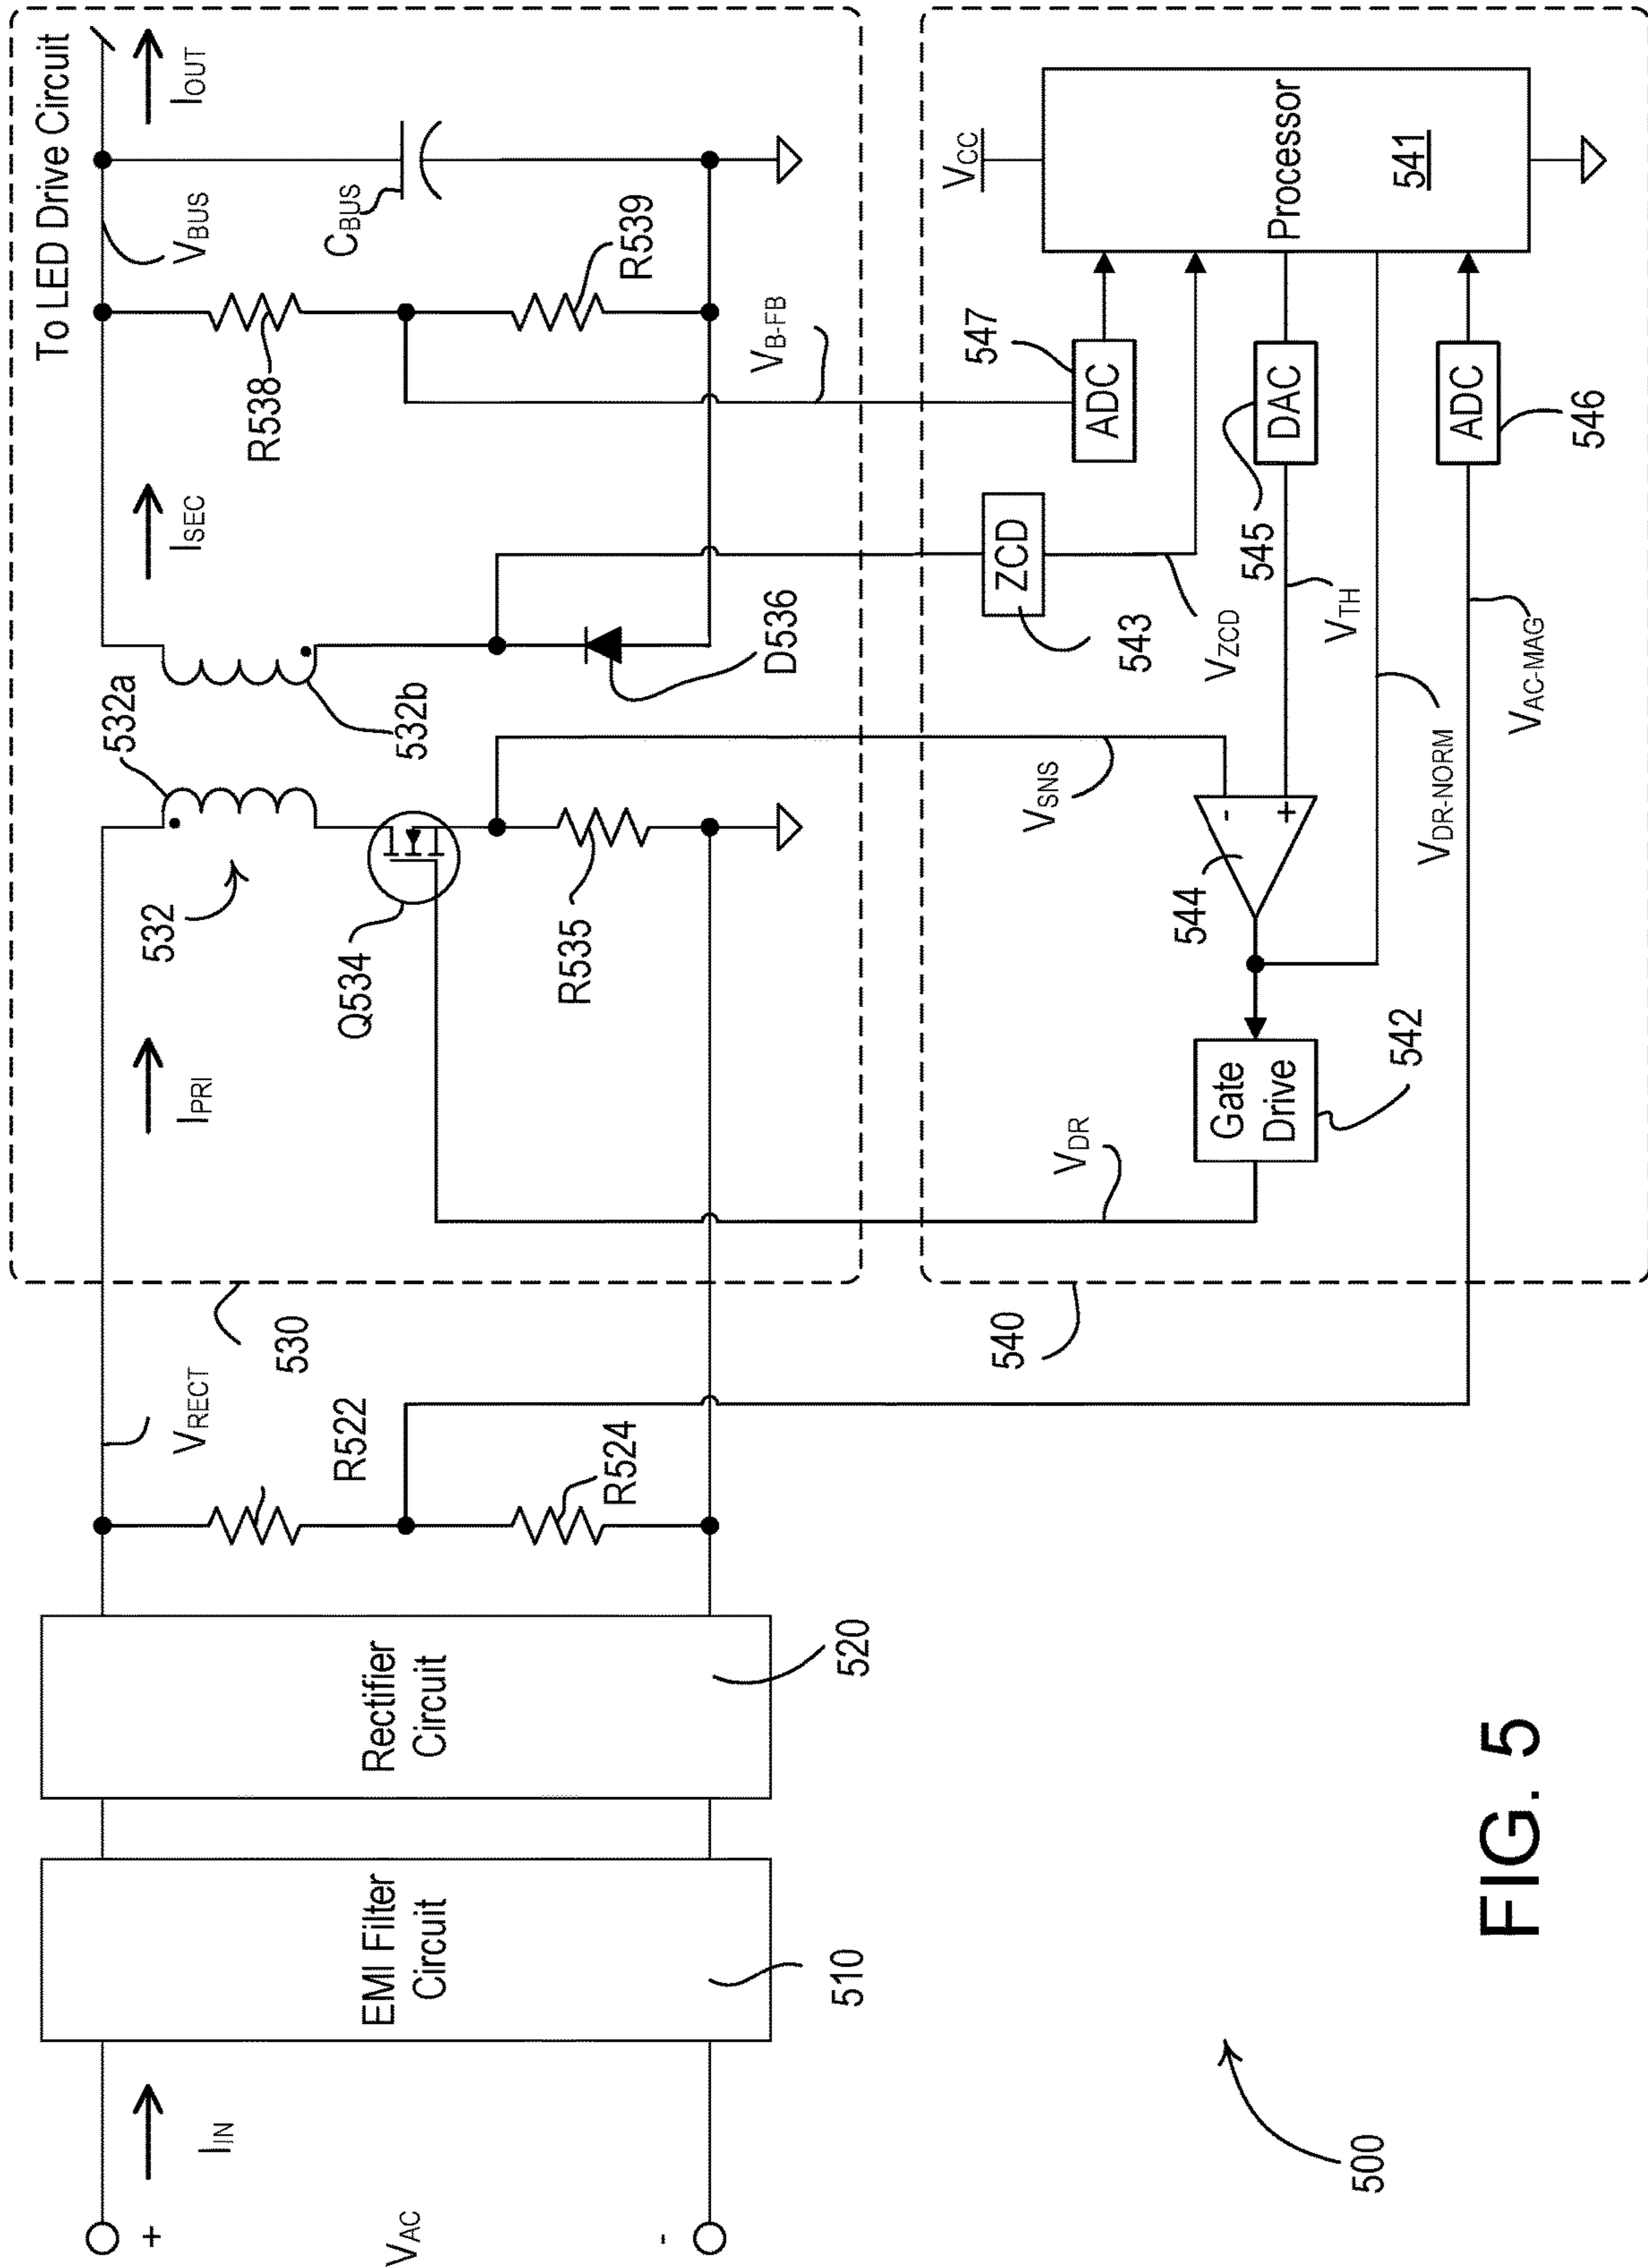 To LED Drive Circuit
IOUT
VBUS
CBUS
R538
R539
ISEC
VB-FB
532a
532b
D536
532
Q534
R535
IPRI
VRECT
R522
R524
530
540
Rectifier
Circuit
520
EMI Filter
Circuit
510
IIN
+
VAC
-
VCC
Processor
541
547
ADC
ZCD
543
VZCD
DAC
545
VTH
ADC
546
VAC-MAG
VSNS
-
+
544
VDR-NORM
Gate
Drive
542
VDR
500
FIG. 5